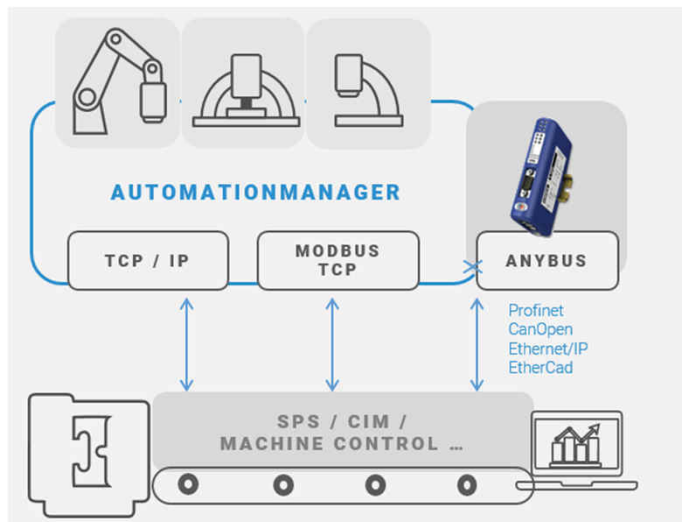 AUTOMATIONMANAGER
TCP / IP
MODBUS
TCP
ANYBUS
Profinet
CanOpen
Ethernet/IP
EtherCad
SPS / CIM /
MACHINE CONTROL ...